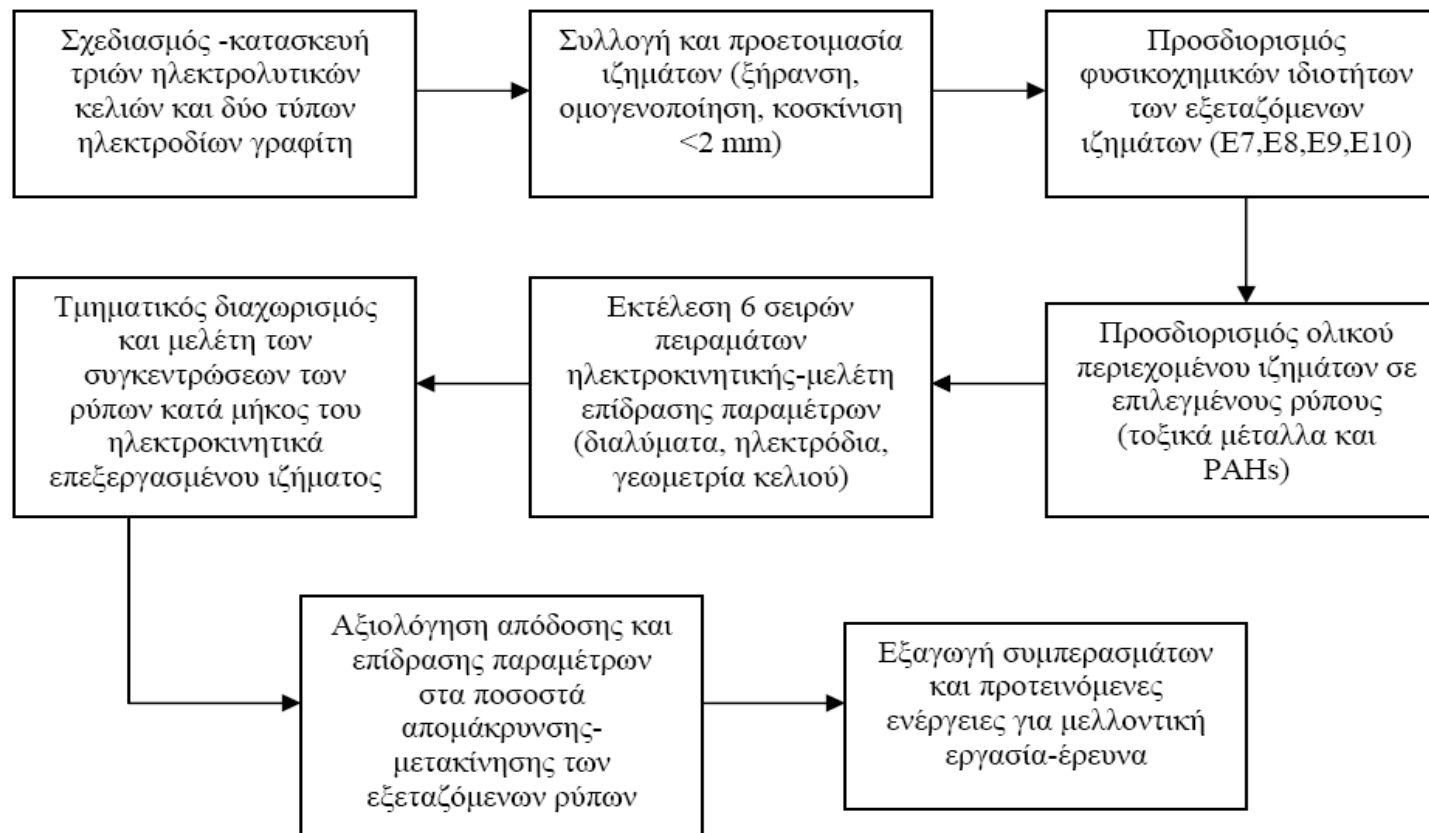 Σχεδιασμός -κατασκευή
τριών ηλεκτρολυτικών
κελιών και δύο τύπων
ηλεκτροδίων γραφίτη
Συλλογή και προετοιμασία
ιζημάτων (ξήρανση,
ομογενοποίηση, κοσκίνιση
<2 mm)
Προσδιορισμός
φυσικοχημικών ιδιοτήτων
των εξεταζόμενων
ιζημάτων (Ε7,Ε8,Ε9,Ε10)
Προσδιορισμός ολικού
περιεχομένου ιζημάτων σε
επιλεγμένους ρύπους
(τοξικά μέταλλα και
PAHs)
Εκτέλεση 6 σειρών
πειραμάτων
ηλεκτροκινητικής-μελέτη
επίδρασης παραμέτρων
(διαλύματα, ηλεκτρόδια,
γεωμετρία κελιού)
Τμηματικός διαχωρισμός
και μελέτη των
συγκεντρώσεων των
ρύπων κατά μήκος του
ηλεκτροκινητικά
επεξεργασμένου ιζήματος
Αξιολόγηση απόδοσης και
επίδρασης παραμέτρων
στα ποσοστά
απομάκρυνσης-
μετακίνησης των
εξεταζόμενων ρύπων
Εξαγωγή συμπερασμάτων
και προτεινόμενες
ενέργειες για μελλοντική
εργασία-έρευνα